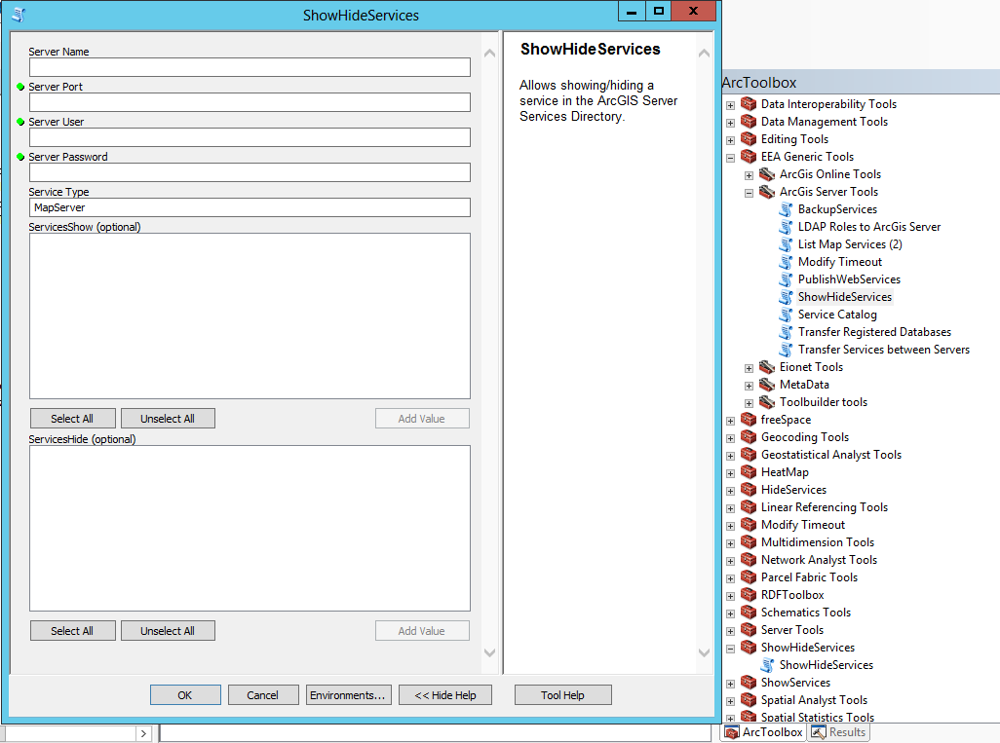 ShowHideServices
Server Name
Server Port
Server User
Server Password
Service Type
MapServer
ServicesShow (optional)
Select All
Unselect All
Add Value
ServicesHide (optional)
Select All
Unselect All
Add Value
OK
Cancel
Environments...
<< Hide Help
Tool Help
ShowHideServices
Allows showing/hiding a
service in the ArcGIS Server
Services Directory.
ArcToolbox
Data Interoperability Tools
Data Management Tools
Editing Tools
EEA Generic Tools
ArcGis Online Tools
ArcGis Server Tools
BackupServices
LDAP Roles to ArcGis Server
List Map Services (2)
Modify Timeout
PublishWebServices
ShowHideServices
Service Catalog
Transfer Registered Databases
Transfer Services between Servers
Eionet Tools
MetaData
Toolbuilder tools
freeSpace
Geocoding Tools
Geostatistical Analyst Tools
HeatMap
HideServices
Linear Referencing Tools
Modify Timeout
Multidimension Tools
Network Analyst Tools
Parcel Fabric Tools
RDFToolbox
Schematics Tools
Server Tools
ShowHideServices
ShowHideServices
ShowServices
Spatial Analyst Tools
Spatial Statistics Tools
ArcToolbox
Results